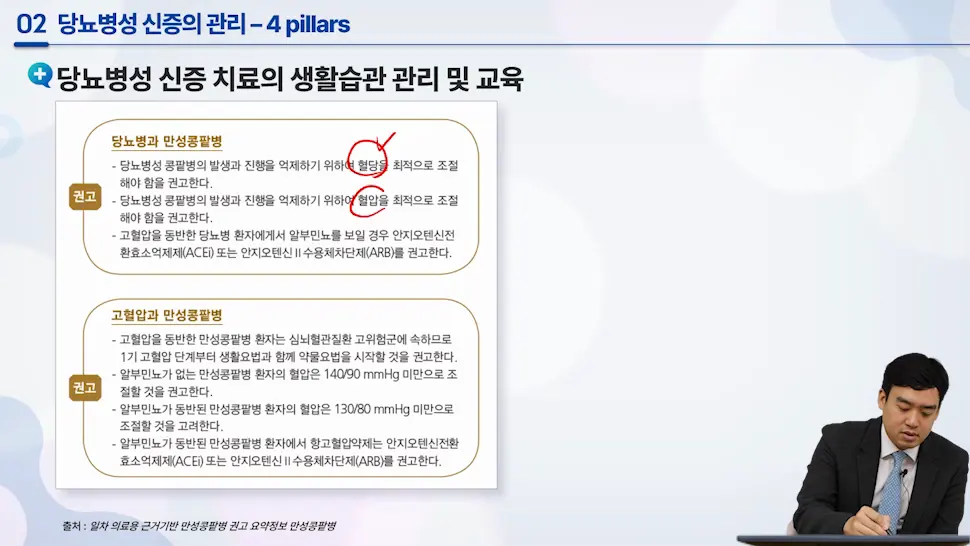 02 당뇨병성 신증의 관리 – 4 pillars
당뇨병성 신증 치료의 생활습관 관리 및 교육
당뇨병과 만성콩팥병
권고
- 당뇨병성 콩팥병의 발생과 진행을 억제하기 위하여 혈당을 최적으로 조절
해야 함을 권고한다.
- 당뇨병성 콩팥병의 발생과 진행을 억제하기 위하여 혈압을 최적으로 조절
해야 함을 권고한다.
- 고혈압을 동반한 당뇨병 환자에게서 알부민뇨를 보일 경우 안지오텐신전
환효소억제제(ACEi) 또는 안지오텐신Ⅱ수용체차단제(ARB)를 권고한다.
고혈압과 만성콩팥병
권고
- 고혈압을 동반한 만성콩팥병 환자는 심뇌혈관질환 고위험군에 속하므로
1기 고혈압 단계부터 생활요법과 함께 약물요법을 시작할 것을 권고한다.
- 알부민뇨가 없는 만성콩팥병 환자의 혈압은 140/90 mmHg 미만으로 조
절할 것을 권고한다.
- 알부민뇨가 동반된 만성콩팥병 환자의 혈압은 130/80 mmHg 미만으로
조절할 것을 고려한다.
- 알부민뇨가 동반된 만성콩팥병 환자에서 항고혈압약제는 안지오텐신전환
효소억제제(ACEi) 또는 안지오텐신Ⅱ수용체차단제(ARB)를 권고한다.
출처 : 일차 의료용 근거기반 만성콩팥병 권고 요약정보 만성콩팥병